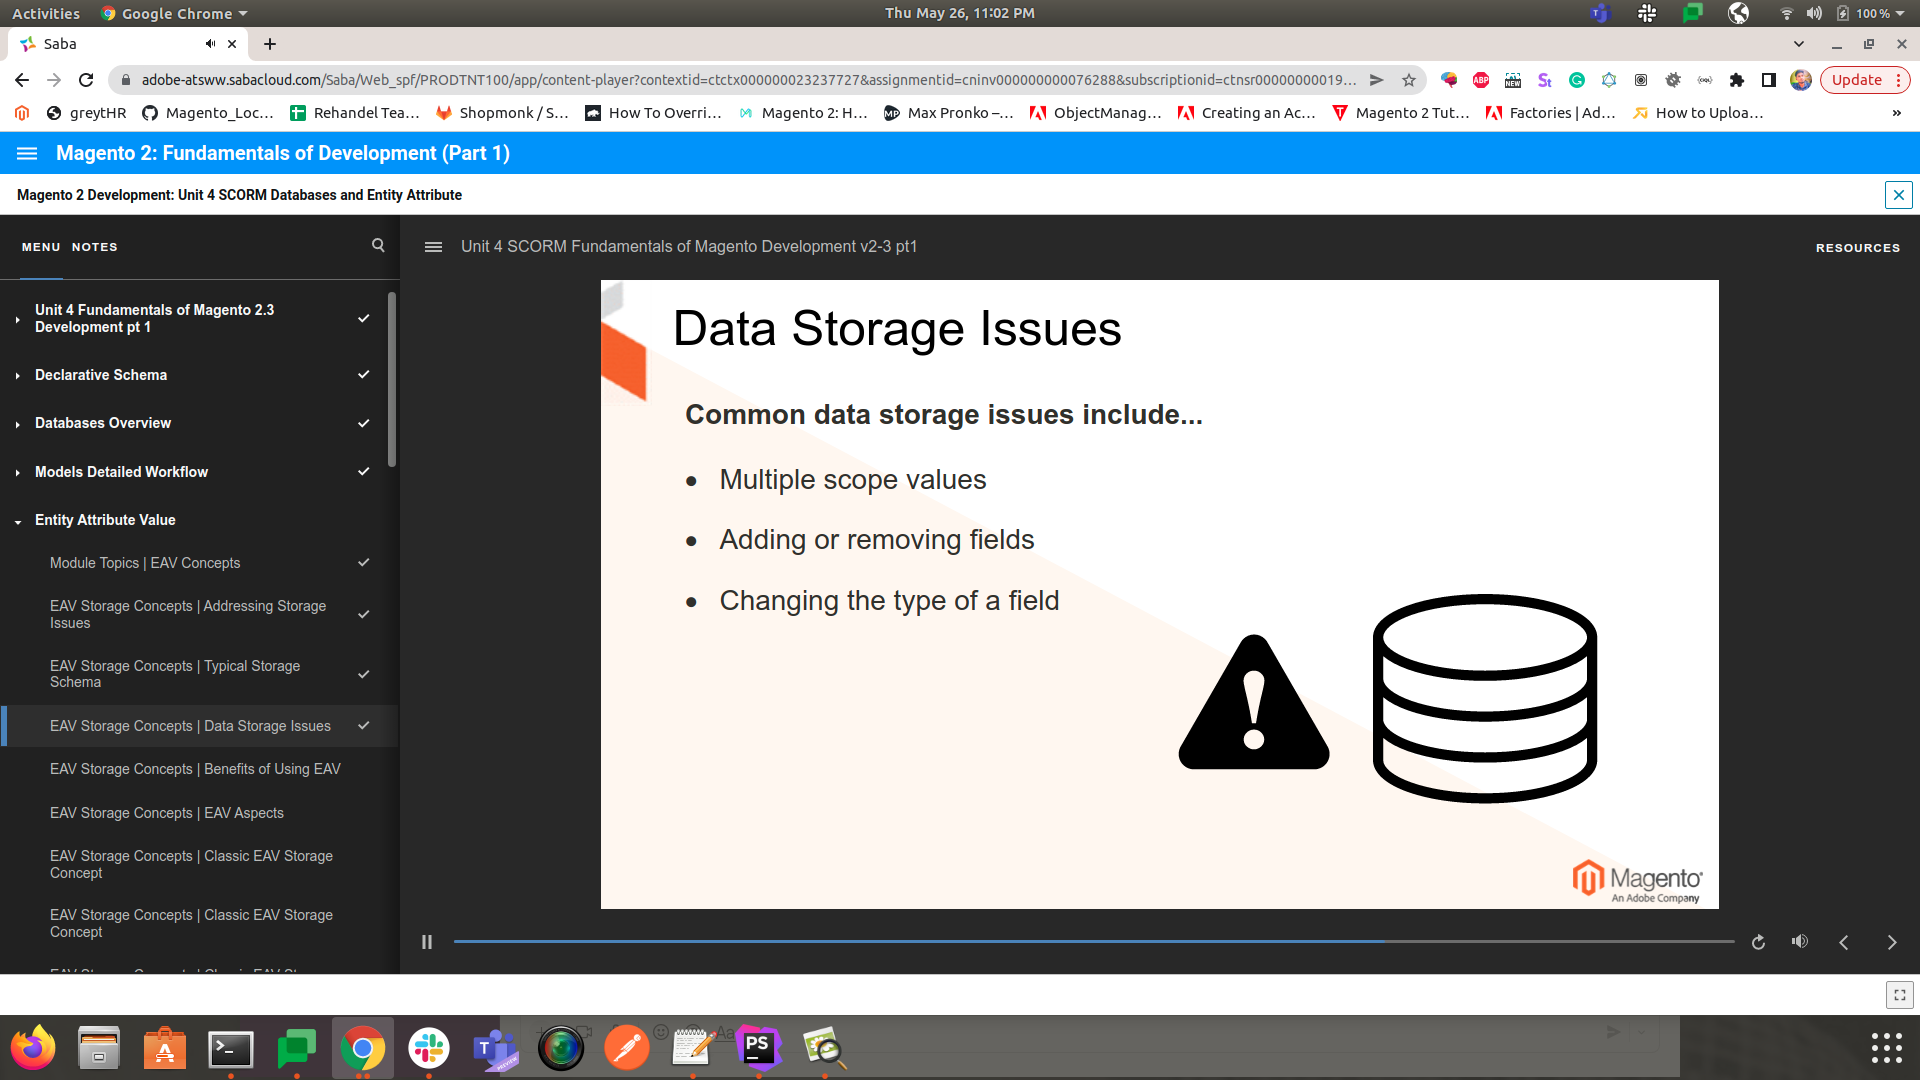 Activities Google Chrome Thu May 26, 11:02 PM 100 %
Saba
adobe-atsww.sabacloud.com/Saba/Web_spf/PRODTNT100/app/content-player?contextid=ctctx000000023237727&assignmentid=cninv000000000076288&subscriptionid=ctnsr00000000019... ABP NEW St Update
greytHR Magento_Loc... Rehandel Tea... Shopmonk / S... How To Overri... Magento 2: H... Max Pronko –... ObjectManag... Creating an Ac... Magento 2 Tut... Factories | Ad... How to Uploa... »
Magento 2: Fundamentals of Development (Part 1)
Magento 2 Development: Unit 4 SCORM Databases and Entity Attribute
MENU NOTES
Unit 4 SCORM Fundamentals of Magento Development v2-3 pt1
RESOURCES
Unit 4 Fundamentals of Magento 2.3
Development pt 1
Declarative Schema
Databases Overview
Models Detailed Workflow
Entity Attribute Value
Module Topics | EAV Concepts
EAV Storage Concepts | Addressing Storage
Issues
EAV Storage Concepts | Typical Storage
Schema
EAV Storage Concepts | Data Storage Issues
EAV Storage Concepts | Benefits of Using EAV
EAV Storage Concepts | EAV Aspects
EAV Storage Concepts | Classic EAV Storage
Concept
EAV Storage Concepts | Classic EAV Storage
Concept
Data Storage Issues
Common data storage issues include...
• Multiple scope values
• Adding or removing fields
• Changing the type of a field
Magento
An Adobe Company
PS